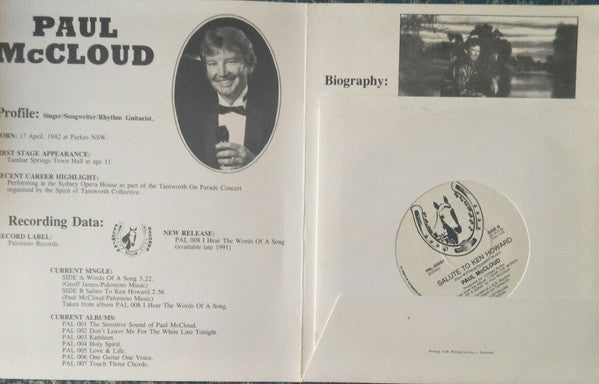 PAUL
McCLOUD
Profile: Singer/Songwriter/Rhythm Guitarist.
BORN: 17 April, 1942 at Parkes NSW.
FIRST STAGE APPEARANCE:
Tambar Springs Town Hall at age 11.
RECENT CAREER HIGHLIGHT:
Performing at the Sydney Opera House as part of the Tamworth On Parade Concert
organised by the Spirit of Tamworth Collective.
Recording Data:
RECORD LABEL:
Palomino Records.
NEW RELEASE:
PAL 008 I Hear The Words Of A Song
(available late 1991)
CURRENT SINGLE:
SIDE A Words Of A Song 3.22.
(Geoff James/Palomino Music)
SIDE B Salute To Ken Howard 2.56
(Paul McCloud/Palomino Music)
Taken from album PAL 008 I Hear The Words Of A Song.
CURRENT ALBUMS:
PAL 001 The Sensitive Sound of Paul McCloud
PAL 002 Don't Leave Me For The White Line Tonight.
PAL 003 Kathleen.
PAL 004 Holy Spirit.
PAL 005 Love & Life.
PAL 006 One Guitar One Voice.
PAL 007 Touch Those Chords.
Biography:
SIDE B
SALUTE TO KEN HOWARD
PAUL McCLOUD